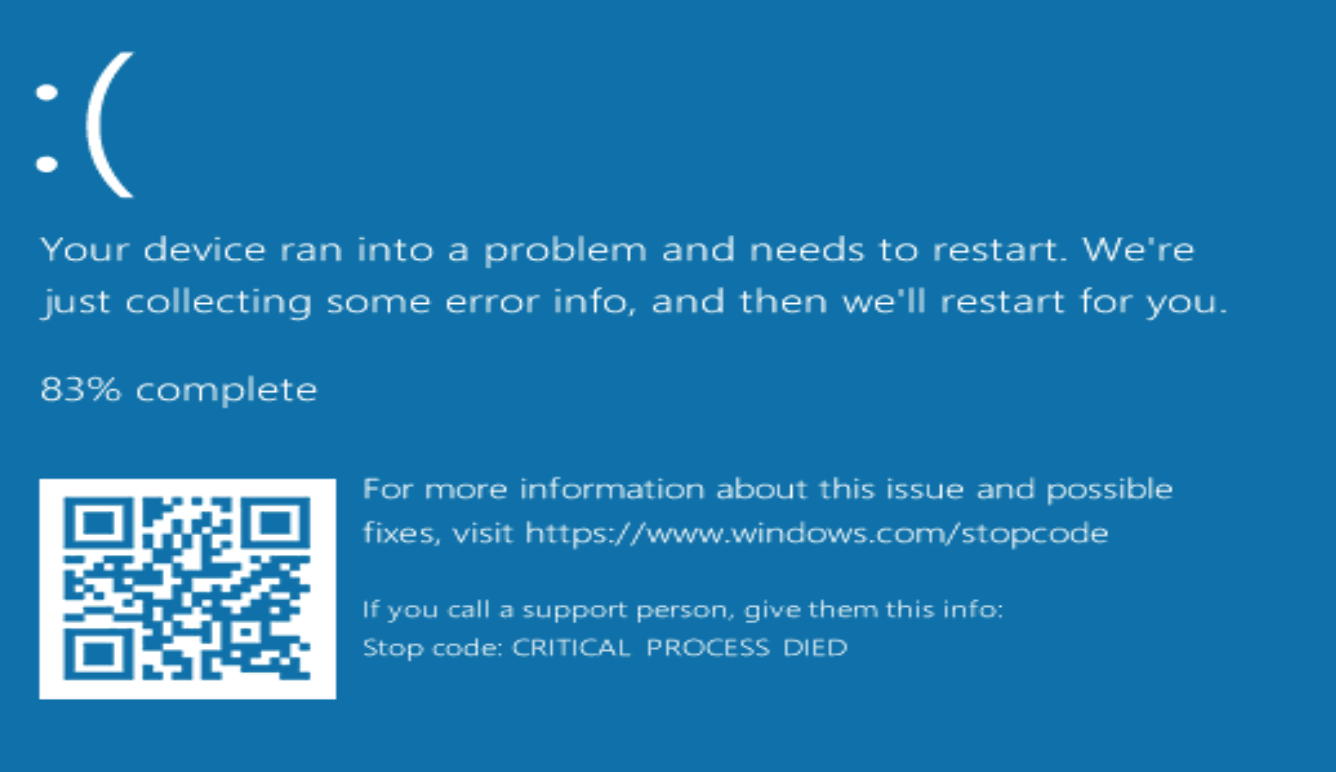 :(
Your device ran into a problem and needs to restart. We're
just collecting some error info, and then we'll restart for you.
83% complete
For more information about this issue and possible
fixes, visit https://www.windows.com/stopcode
If you call a support person, give them this info:
Stop code: CRITICAL PROCESS DIED